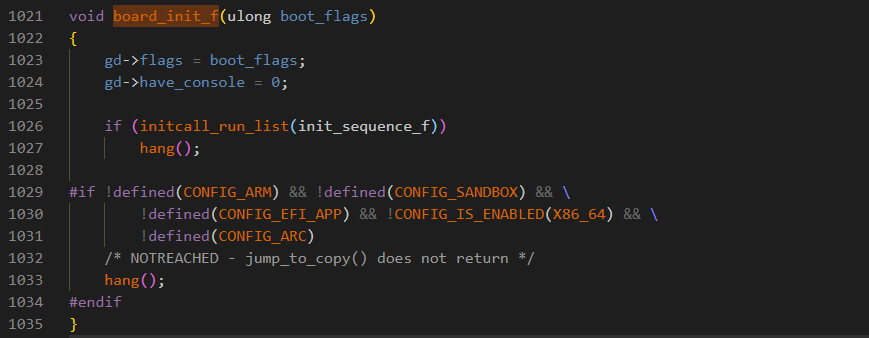 1021 void board_init_f(ulong boot_flags)
1022 {
1023     gd->flags = boot_flags;
1024     gd->have_console = 0;
1025
1026     if (initcall_run_list(init_sequence_f))
1027         hang();
1028
1029 #if !defined(CONFIG_ARM) && !defined(CONFIG_SANDBOX) && \
1030         !defined(CONFIG_EFI_APP) && !CONFIG_IS_ENABLED(X86_64) && \
1031         !defined(CONFIG_ARC)
1032     /* NOTREACHED - jump_to_copy() does not return */
1033     hang();
1034 #endif
1035 }